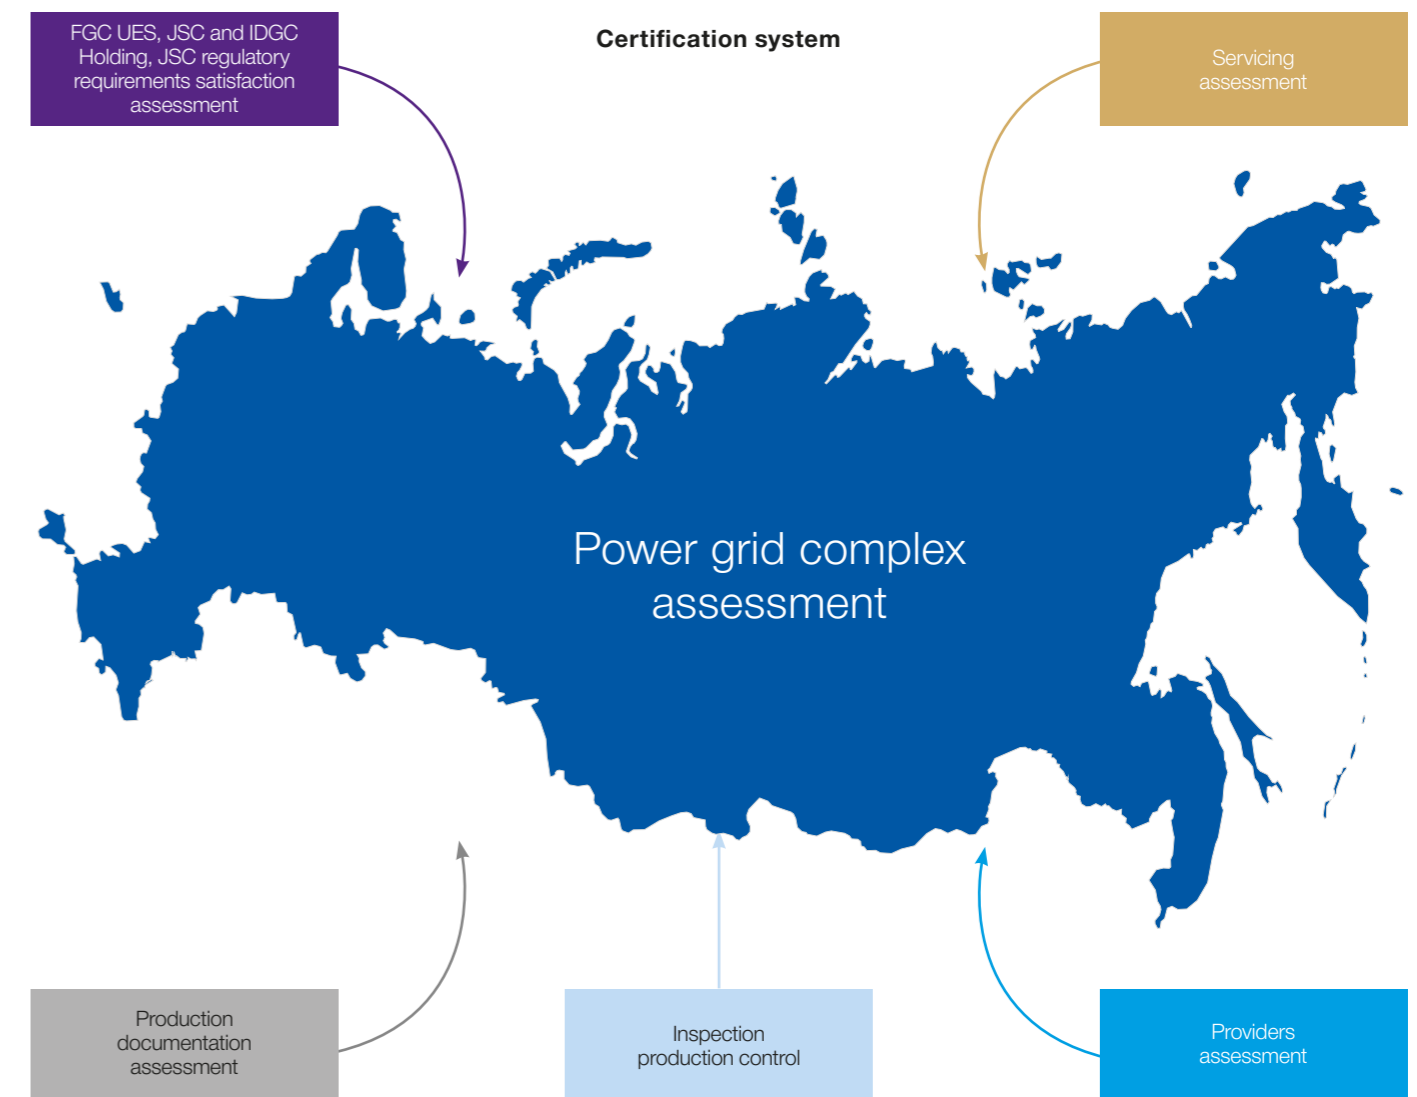 Certification system
FGC UES, JSC and IDGC
Holding, JSC regulatory
requirements satisfaction
assessment
Servicing
assessment
Power grid complex
assessment
Production
documentation
assessment
Inspection
production control
Providers
assessment